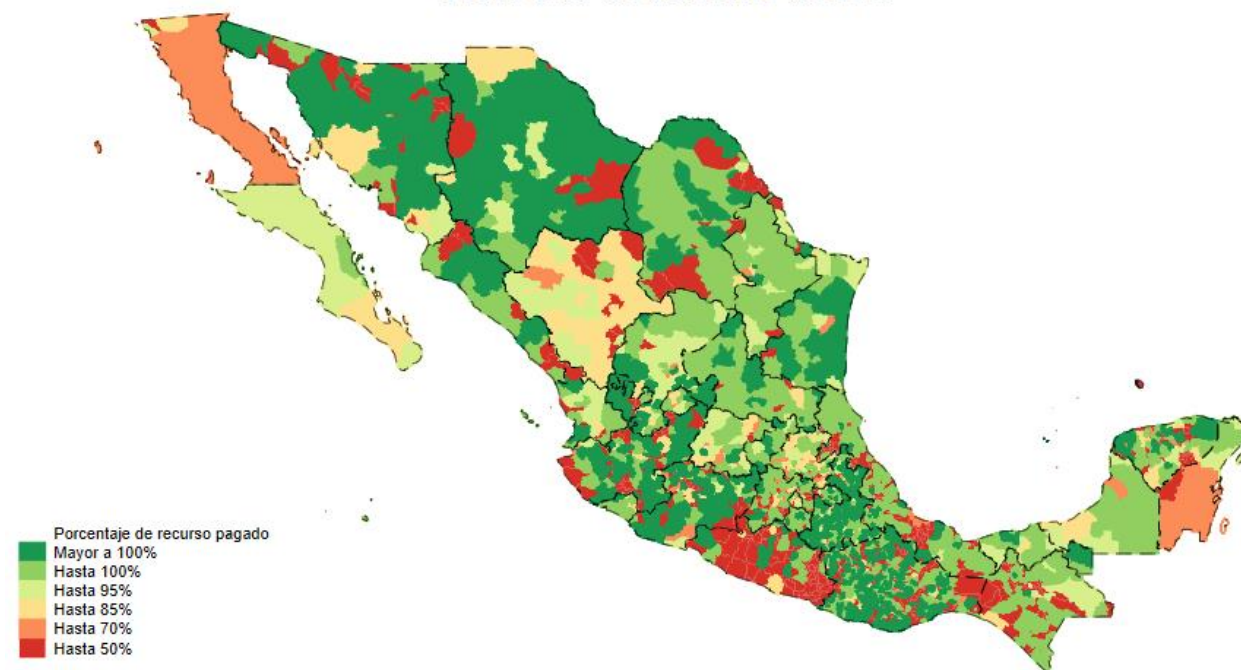 Porcentaje de recurso pagado
Mayor a 100%
Hasta 100%
Hasta 95%
Hasta 85%
Hasta 70%
Hasta 50%